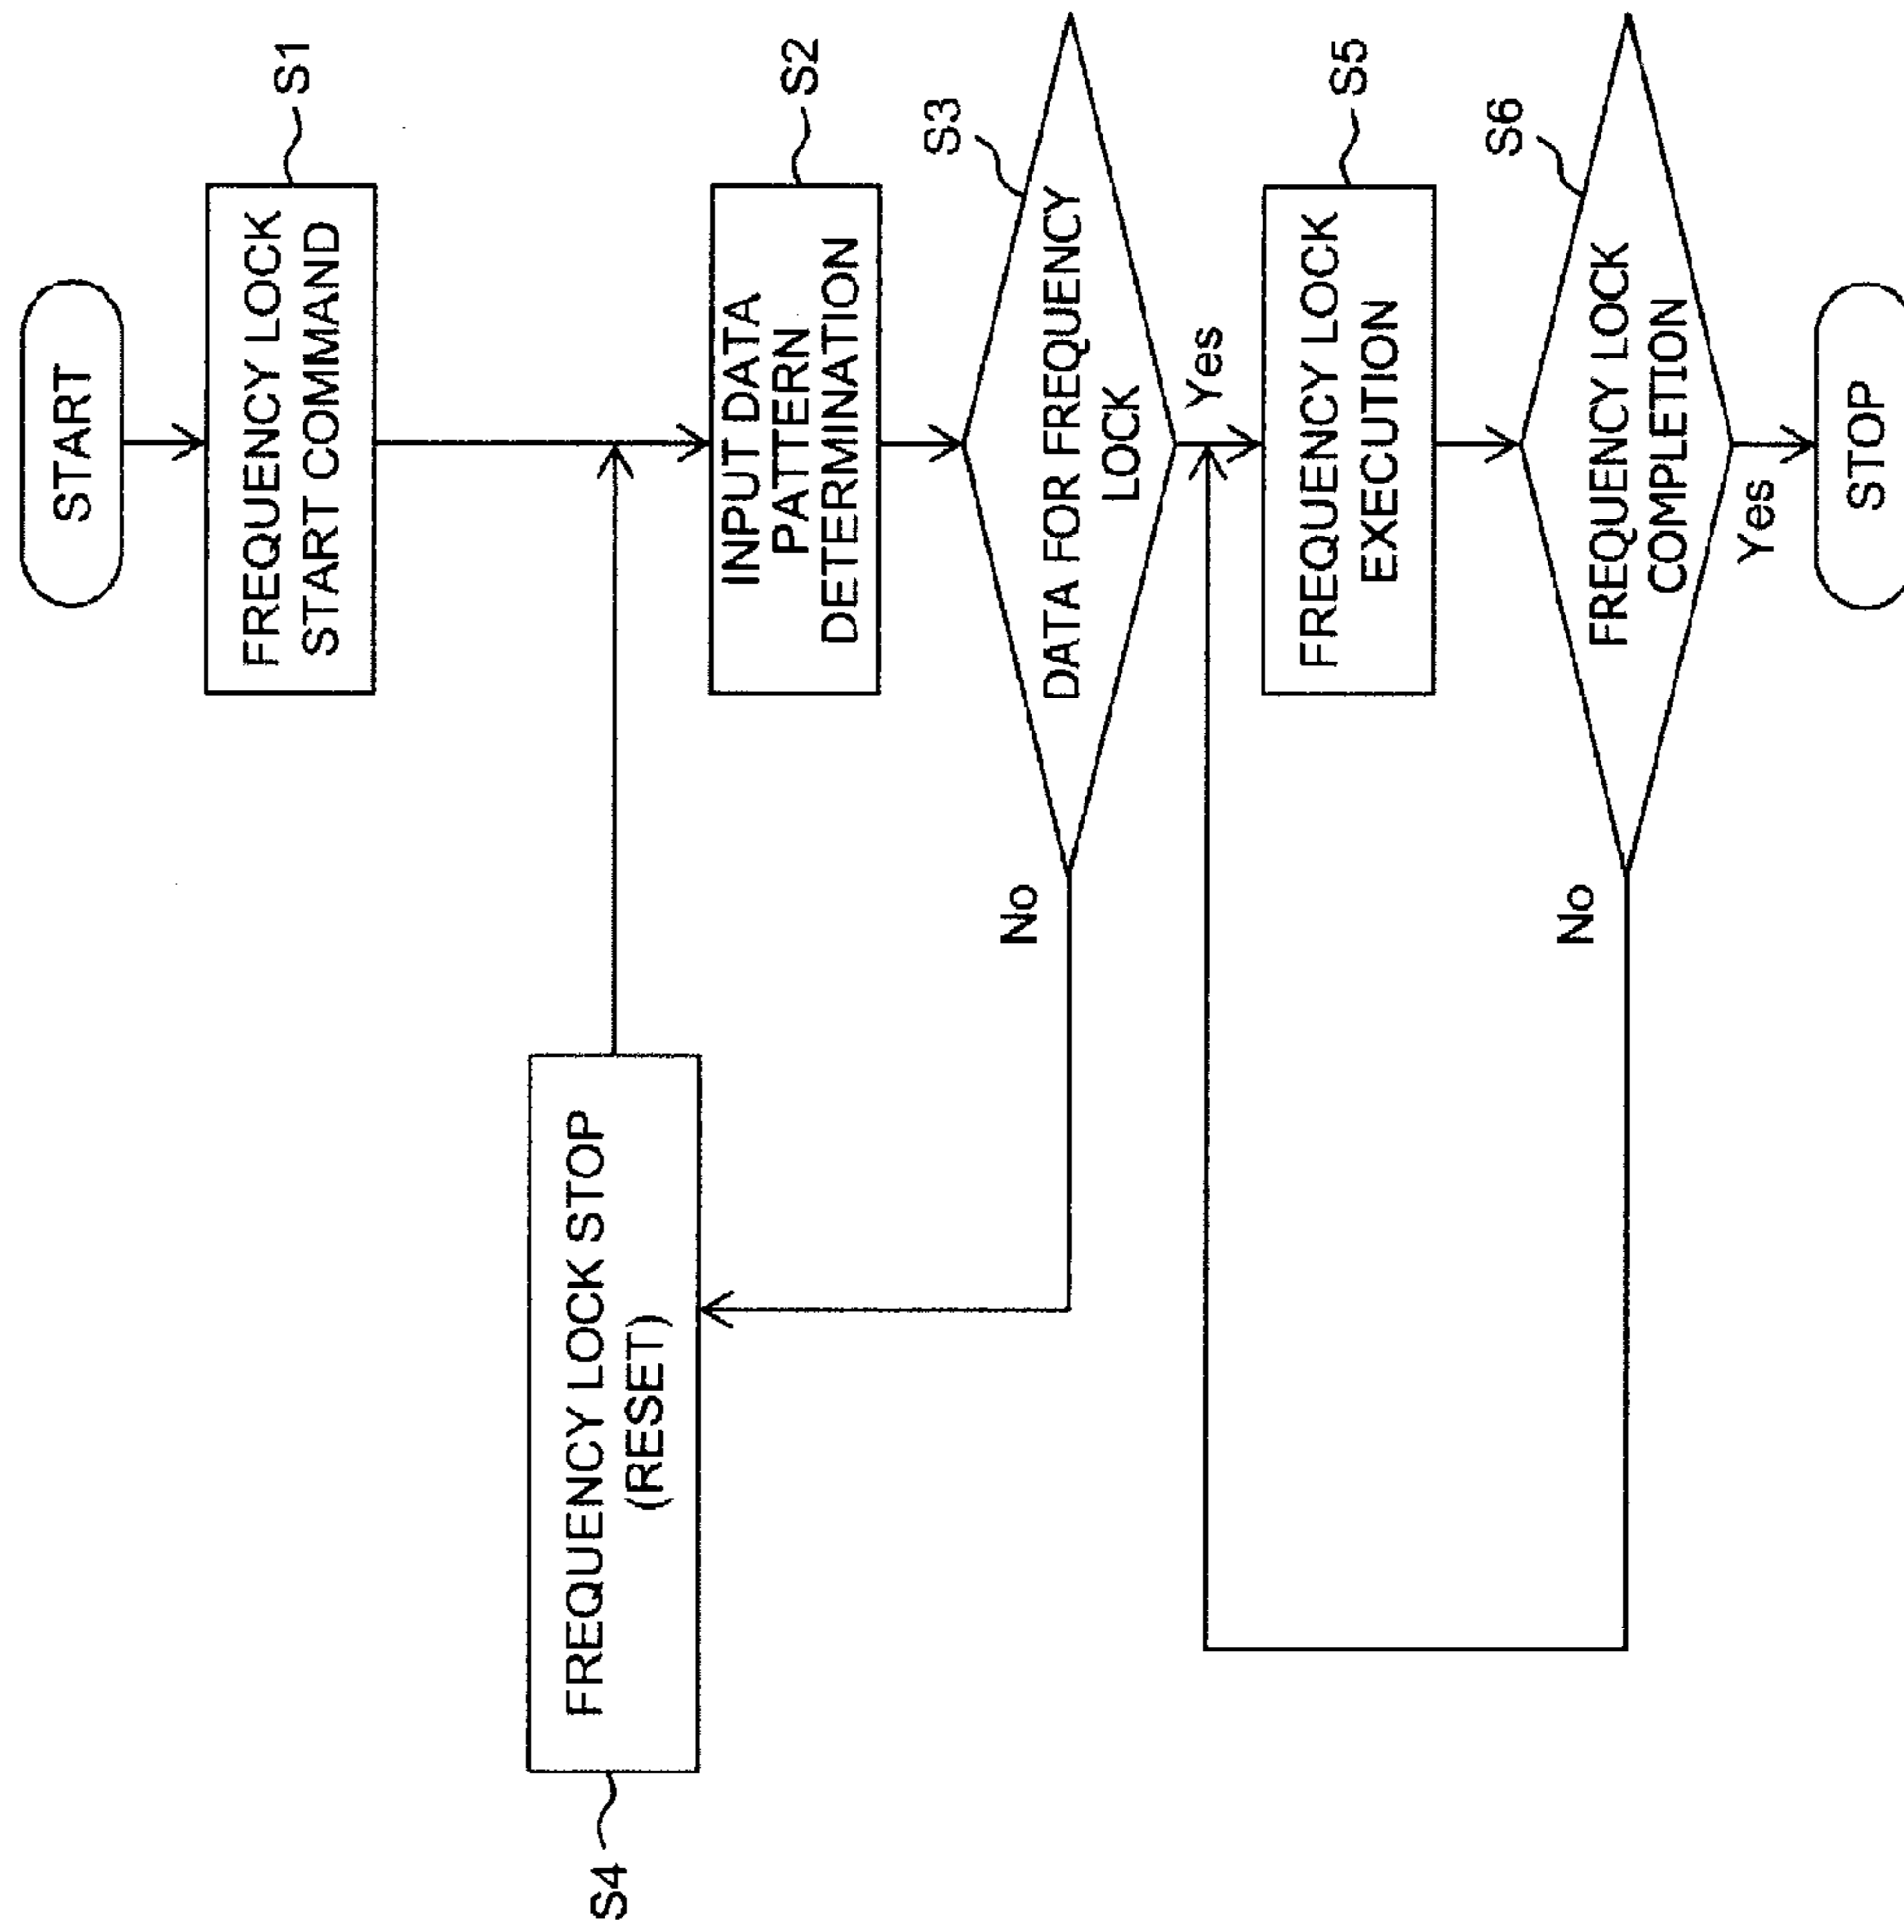 START
FREQUENCY LOCK
START COMMAND
S1
INPUT DATA
PATTERN
DETERMINATION
S2
DATA FOR FREQUENCY
LOCK
S3
No
Yes
FREQUENCY LOCK STOP
(RESET)
S4
FREQUENCY LOCK
EXECUTION
S5
FREQUENCY LOCK
COMPLETION
S6
No
Yes
STOP